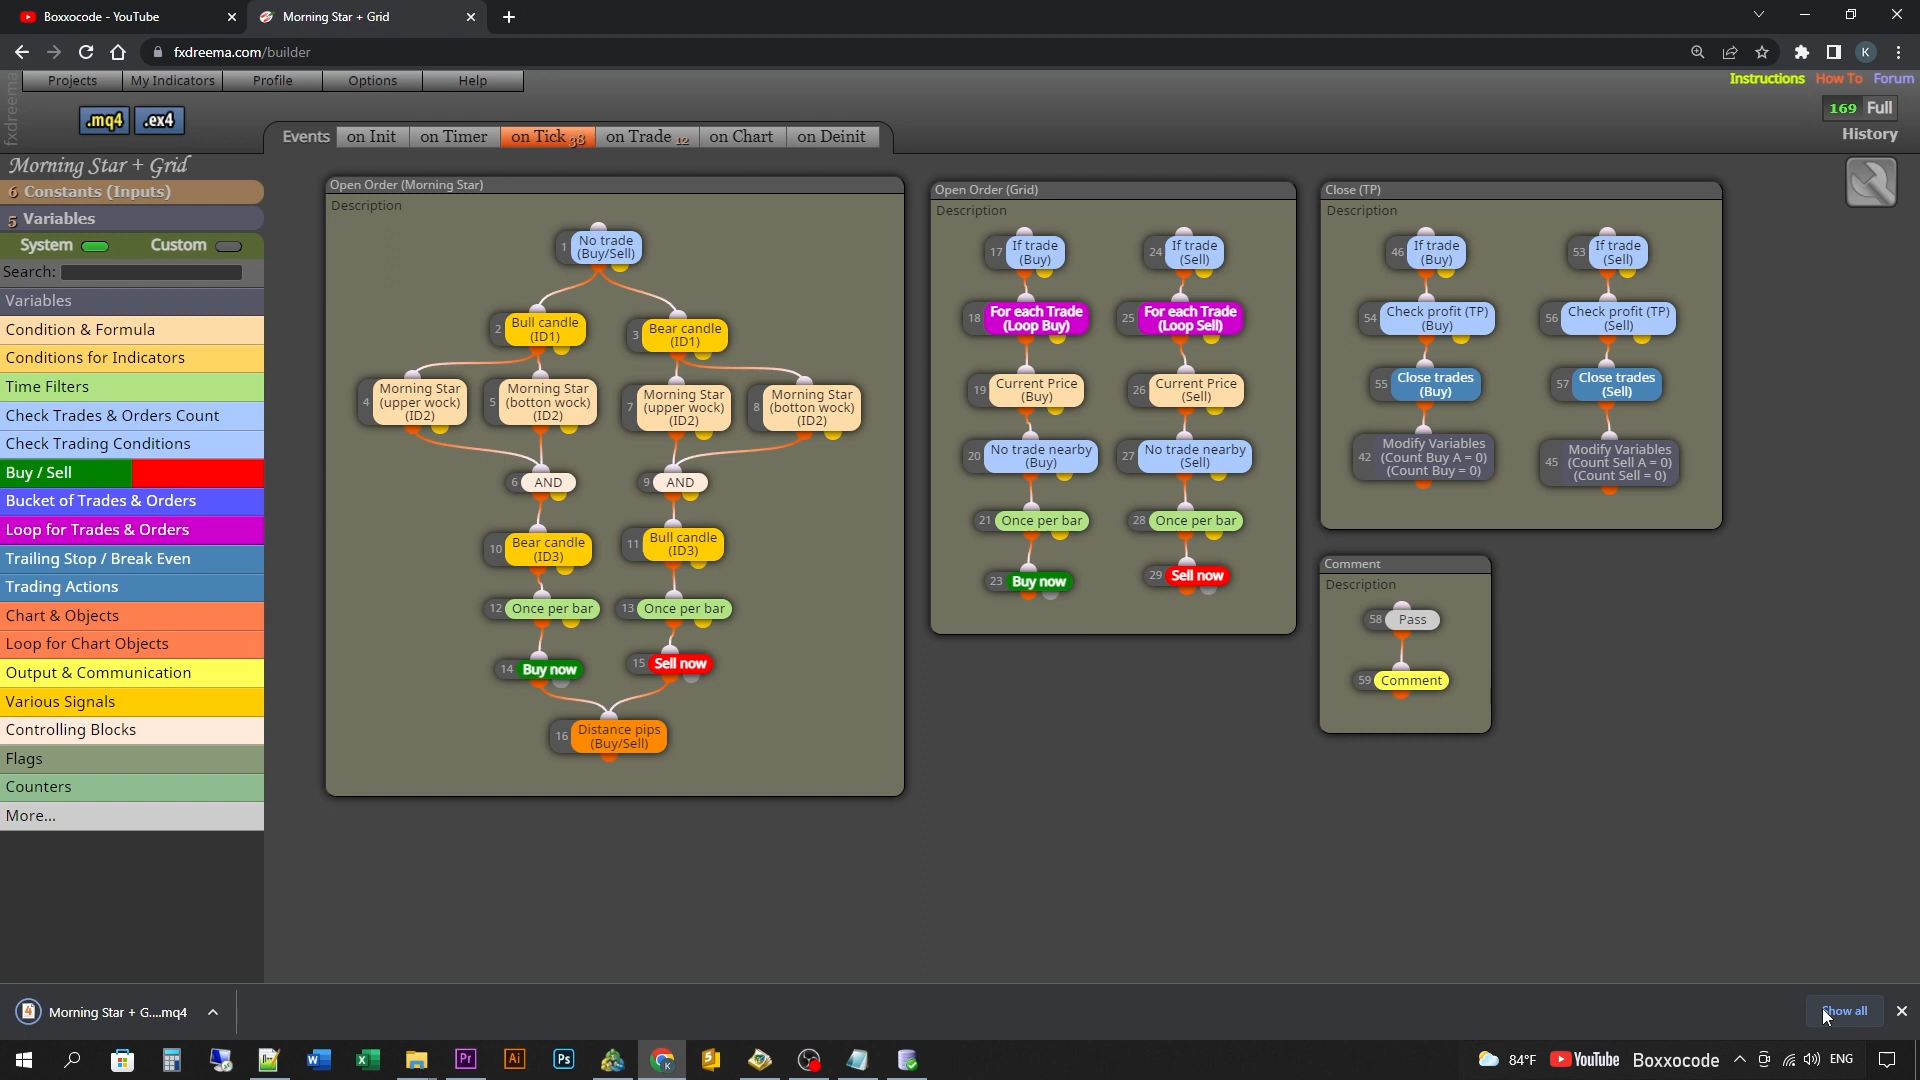 Boxxocode - YouTube
Morning Star + Grid
fxdreema.com/builder
K
Projects
My Indicators
Profile
Options
Help
Instructions
How To
Forum
fxdreema
.mq4
.ex4
169 Full
History
Events
on Init
on Timer
on Tick 38
on Trade 12
on Chart
on Deinit
Morning Star + Grid
6 Constants (Inputs)
5 Variables
System
Custom
Search:
Variables
Condition & Formula
Conditions for Indicators
Time Filters
Check Trades & Orders Count
Check Trading Conditions
Buy / Sell
Bucket of Trades & Orders
Loop for Trades & Orders
Trailing Stop / Break Even
Trading Actions
Chart & Objects
Loop for Chart Objects
Output & Communication
Various Signals
Controlling Blocks
Flags
Counters
More...
Open Order (Morning Star)
Description
1 No trade
(Buy/Sell)
2 Bull candle
(ID1)
3 Bear candle
(ID1)
4 Morning Star
(upper wock)
(ID2)
5 Morning Star
(botton wock)
(ID2)
7 Morning Star
(upper wock)
(ID2)
8 Morning Star
(botton wock)
(ID2)
6 AND
9 AND
10 Bear candle
(ID3)
11 Bull candle
(ID3)
12 Once per bar
13 Once per bar
14 Buy now
15 Sell now
16 Distance pips
(Buy/Sell)
Open Order (Grid)
Description
17 If trade
(Buy)
24 If trade
(Sell)
18 For each Trade
(Loop Buy)
25 For each Trade
(Loop Sell)
19 Current Price
(Buy)
26 Current Price
(Sell)
20 No trade nearby
(Buy)
27 No trade nearby
(Sell)
21 Once per bar
28 Once per bar
23 Buy now
29 Sell now
Close (TP)
Description
46 If trade
(Buy)
53 If trade
(Sell)
54 Check profit (TP)
(Buy)
56 Check profit (TP)
(Sell)
55 Close trades
(Buy)
57 Close trades
(Sell)
42 Modify Variables
(Count Buy A = 0)
(Count Buy = 0)
45 Modify Variables
(Count Sell A = 0)
(Count Sell = 0)
Comment
Description
58 Pass
59 Comment
Morning Star + G....mq4
Show all
84°F
YouTube
Boxxocode
ENG